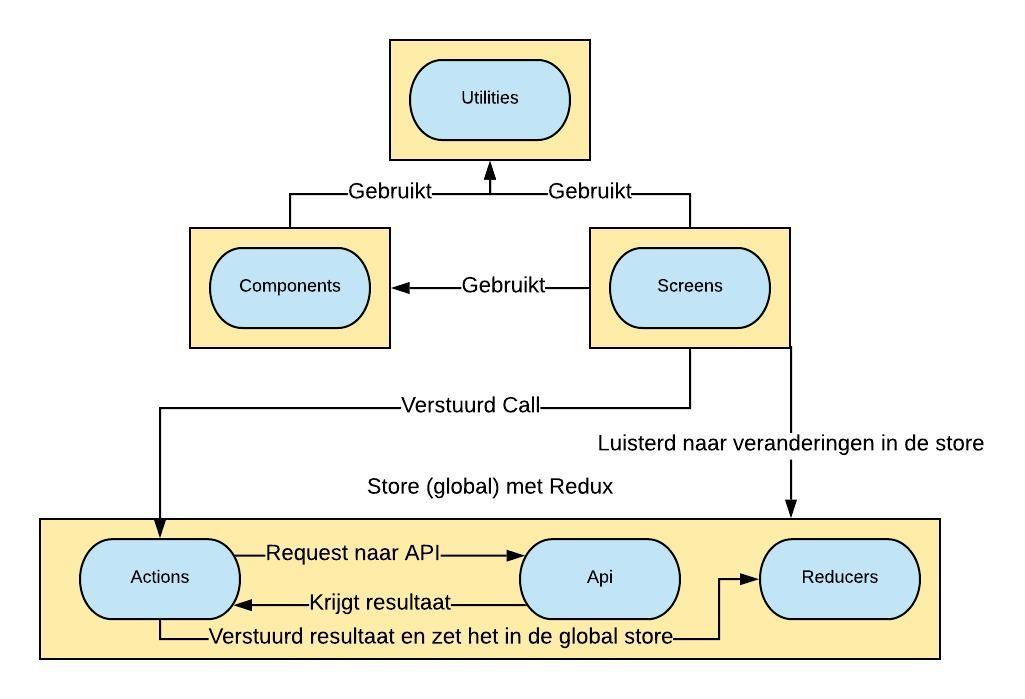 Utilities
Gebruikt
Gebruikt
Components
Gebruikt
Screens
Verstuurd Call
Luisterd naar veranderingen in de store
Store (global) met Redux
Actions
Request naar API
Api
Reducers
Krijgt resultaat
Verstuurd resultaat en zet het in de global store